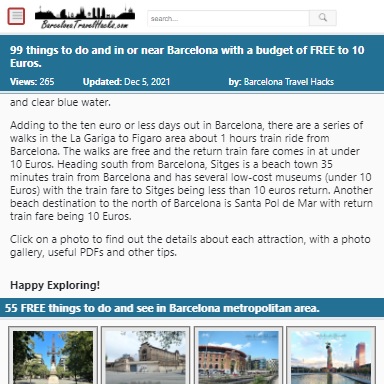 BarcelonaTravelHacks.com
search...
99 things to do and in or near Barcelona with a budget of FREE to 10
Euros.
Views: 265 Updated: Dec 5, 2021 by: Barcelona Travel Hacks
and clear blue water.
Adding to the ten euro or less days out in Barcelona, there are a series of
walks in the La Gariga to Figaro area about 1 hours train ride from
Barcelona. The walks are free and the return train fare comes in at under
10 Euros. Heading south from Barcelona, Sitges is a beach town 35
minutes train from Barcelona and has several low-cost museums (under 10
Euros) with the train fare to Sitges being less than 10 euros return. Another
beach destination to the north of Barcelona is Santa Pol de Mar with return
train fare being 10 Euros.
Click on a photo to find out the details about each attraction, with a photo
gallery, useful PDFs and other tips.
Happy Exploring!
55 FREE things to do and see in Barcelona metropolitan area.